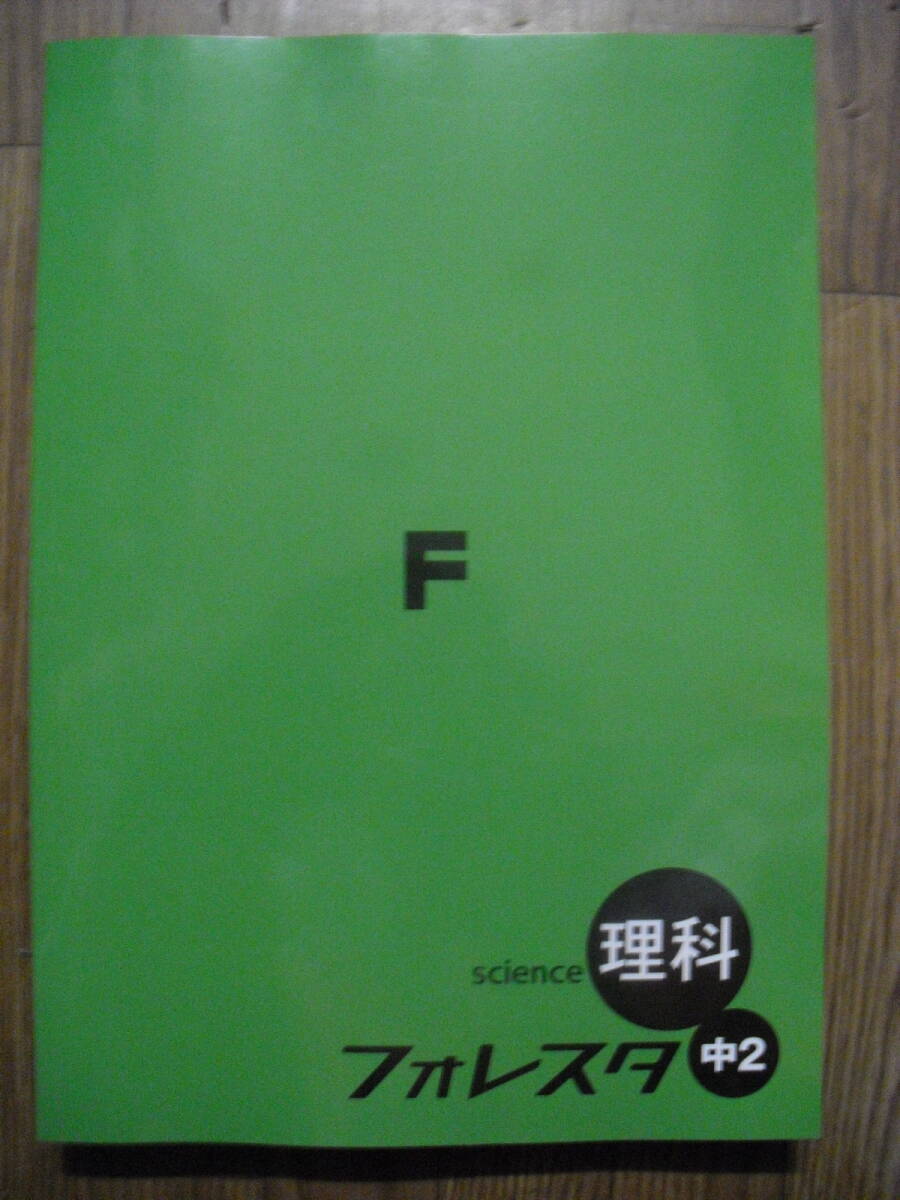 F
science 理科
フォレスタ 中2